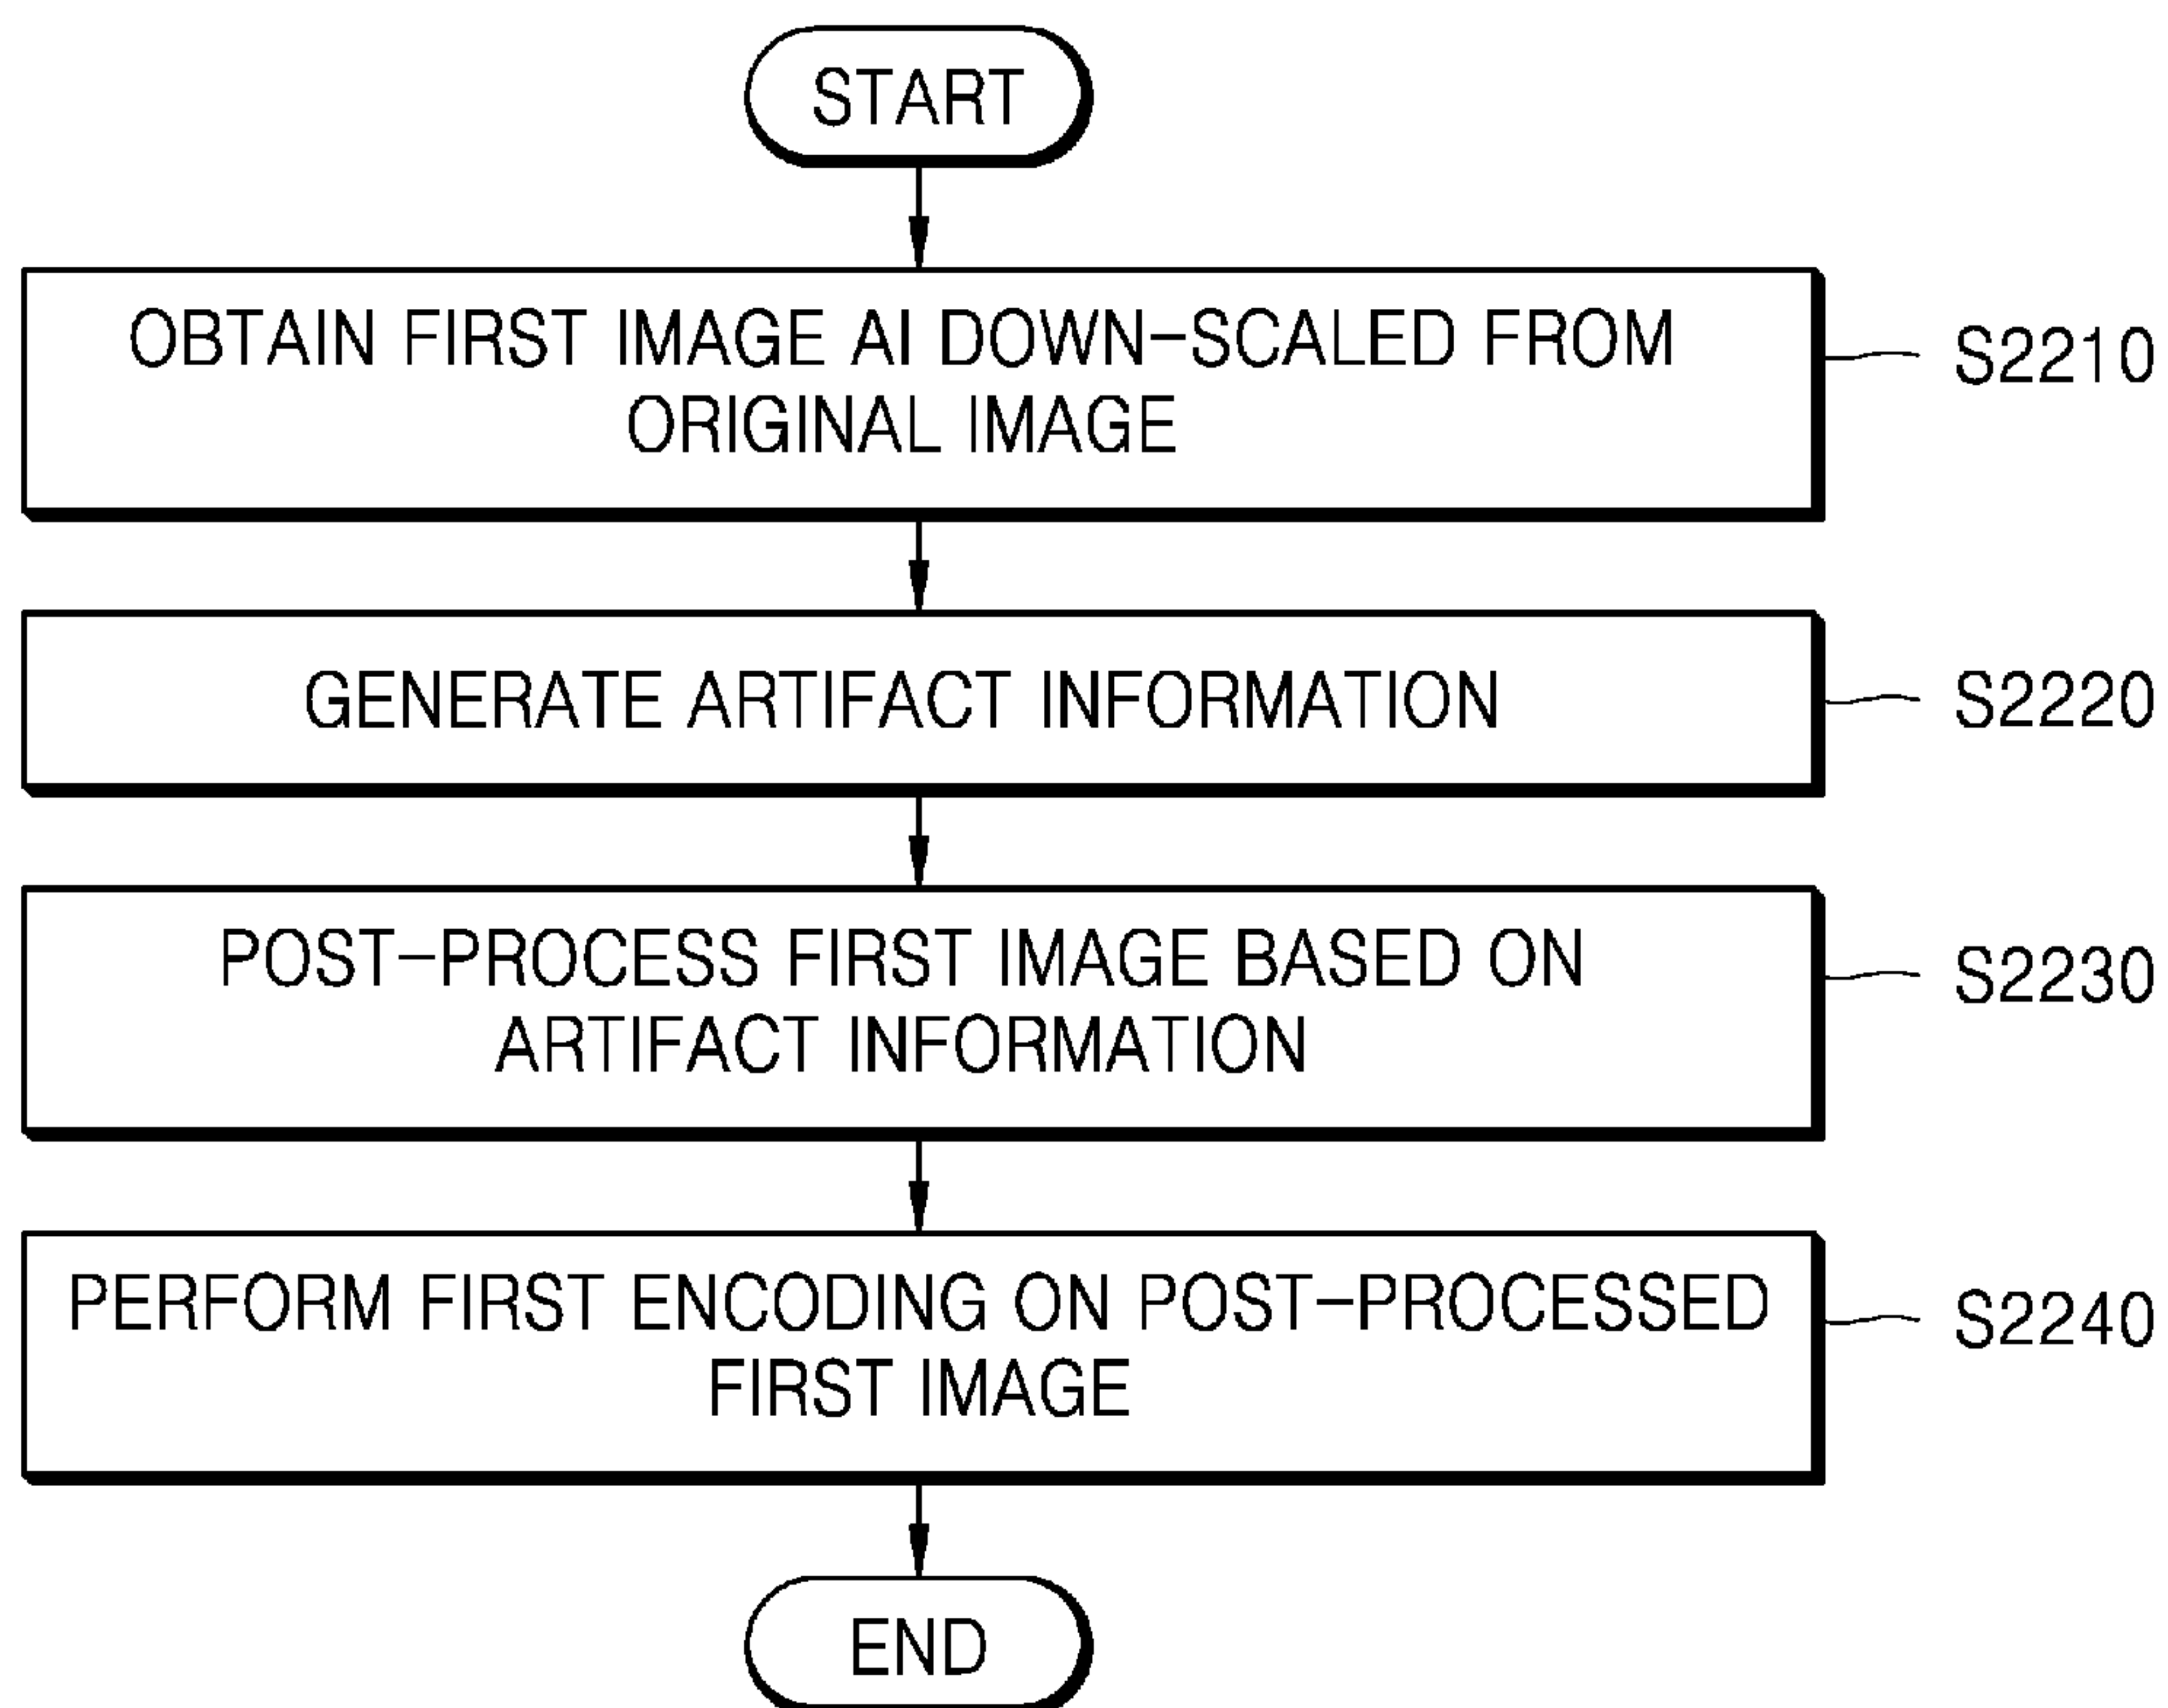 START
OBTAIN FIRST IMAGE AI DOWN-SCALED FROM
ORIGINAL IMAGE
S2210
GENERATE ARTIFACT INFORMATION
S2220
POST-PROCESS FIRST IMAGE BASED ON
ARTIFACT INFORMATION
S2230
PERFORM FIRST ENCODING ON POST-PROCESSED
FIRST IMAGE
S2240
END